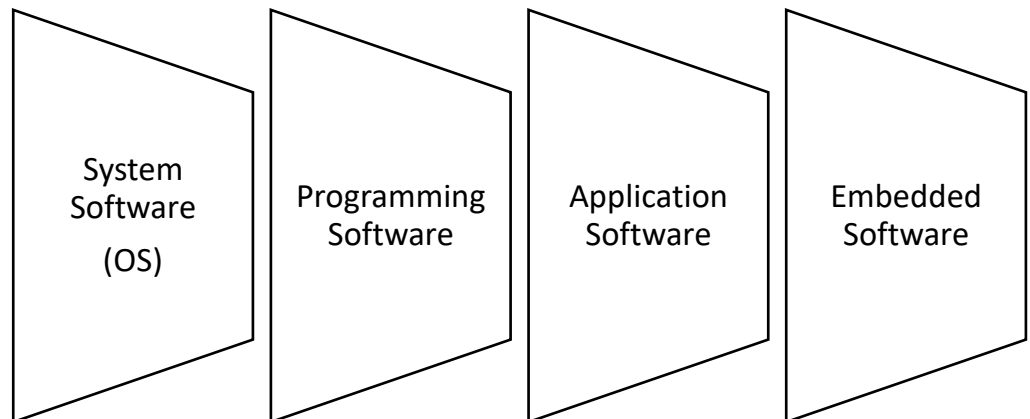 System
Software
(OS)
Programming
Software
Application
Software
Embedded
Software